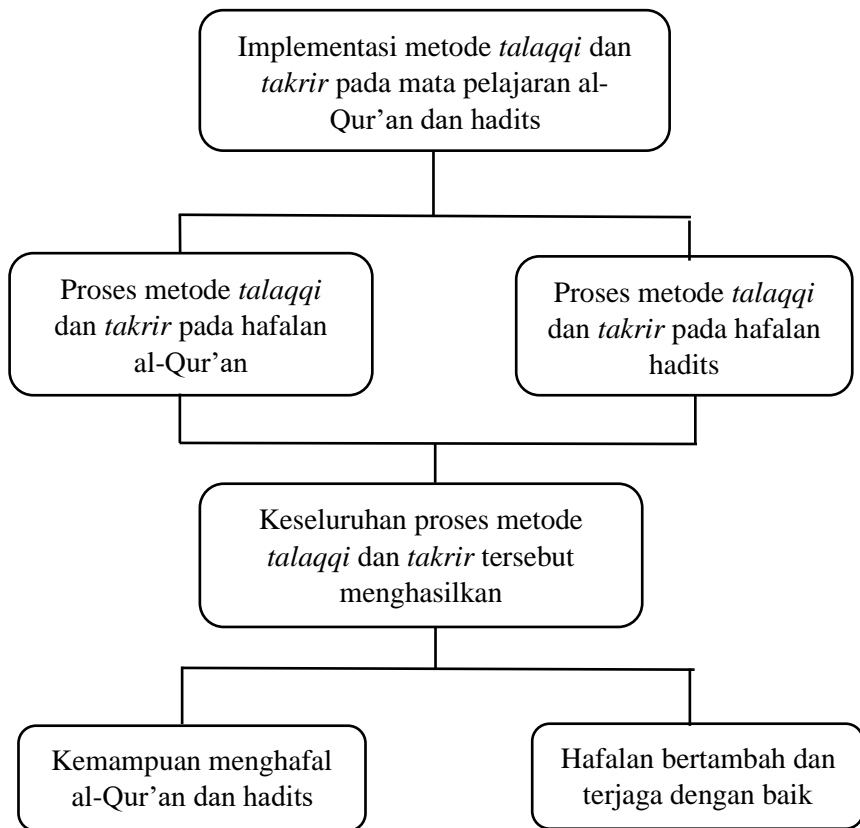 Implementasi metode talaqqi dan
takrir pada mata pelajaran al-
Qur’an dan hadits
Proses metode talaqqi
dan takrir pada hafalan
al-Qur’an
Proses metode talaqqi
dan takrir pada hafalan
hadits
Keseluruhan proses metode
talaqqi dan takrir tersebut
menghasilkan
Kemampuan menghafal
al-Qur’an dan hadits
Hafalan bertambah dan
terjaga dengan baik